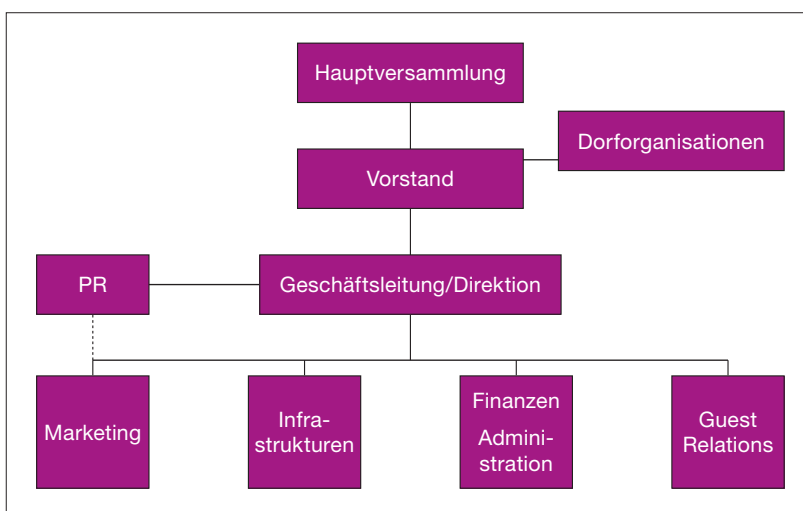 Hauptversammlung
Dorforganisationen
Vorstand
PR
Geschäftsleitung/Direktion
Marketing
Infra-
strukturen
Finanzen
Admini-
stration
Guest
Relations